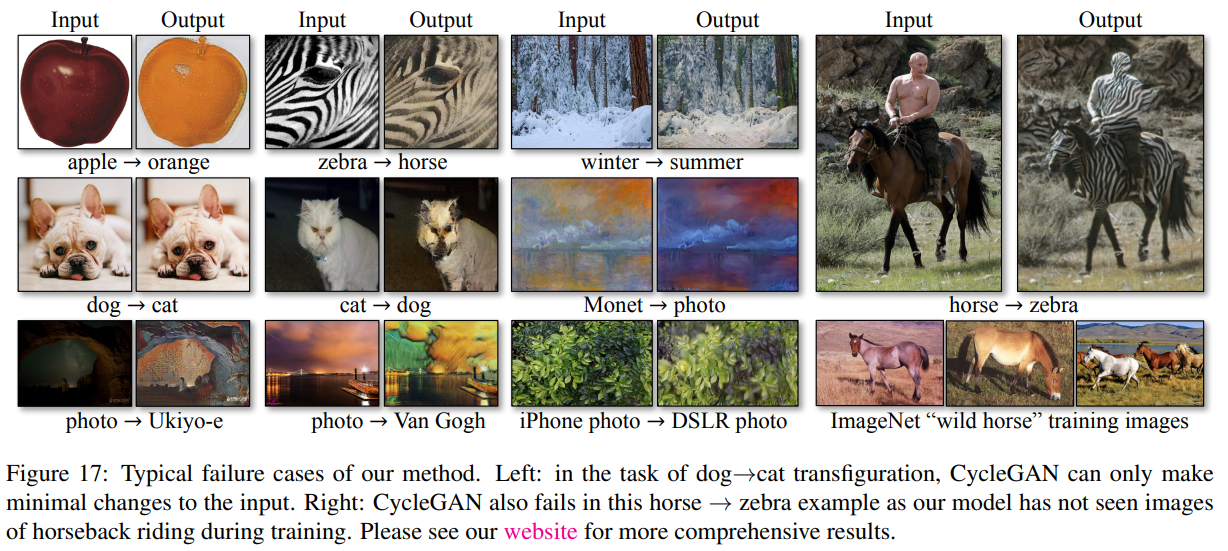 Input Output Input Output Input Output Input Output
apple → orange zebra → horse winter → summer
dog → cat cat → dog Monet → photo horse → zebra
photo → Ukiyo-e photo → Van Gogh iPhone photo → DSLR photo ImageNet “wild horse” training images
Figure 17: Typical failure cases of our method. Left: in the task of dog→cat transfiguration, CycleGAN can only make
minimal changes to the input. Right: CycleGAN also fails in this horse → zebra example as our model has not seen images
of horseback riding during training. Please see our website for more comprehensive results.